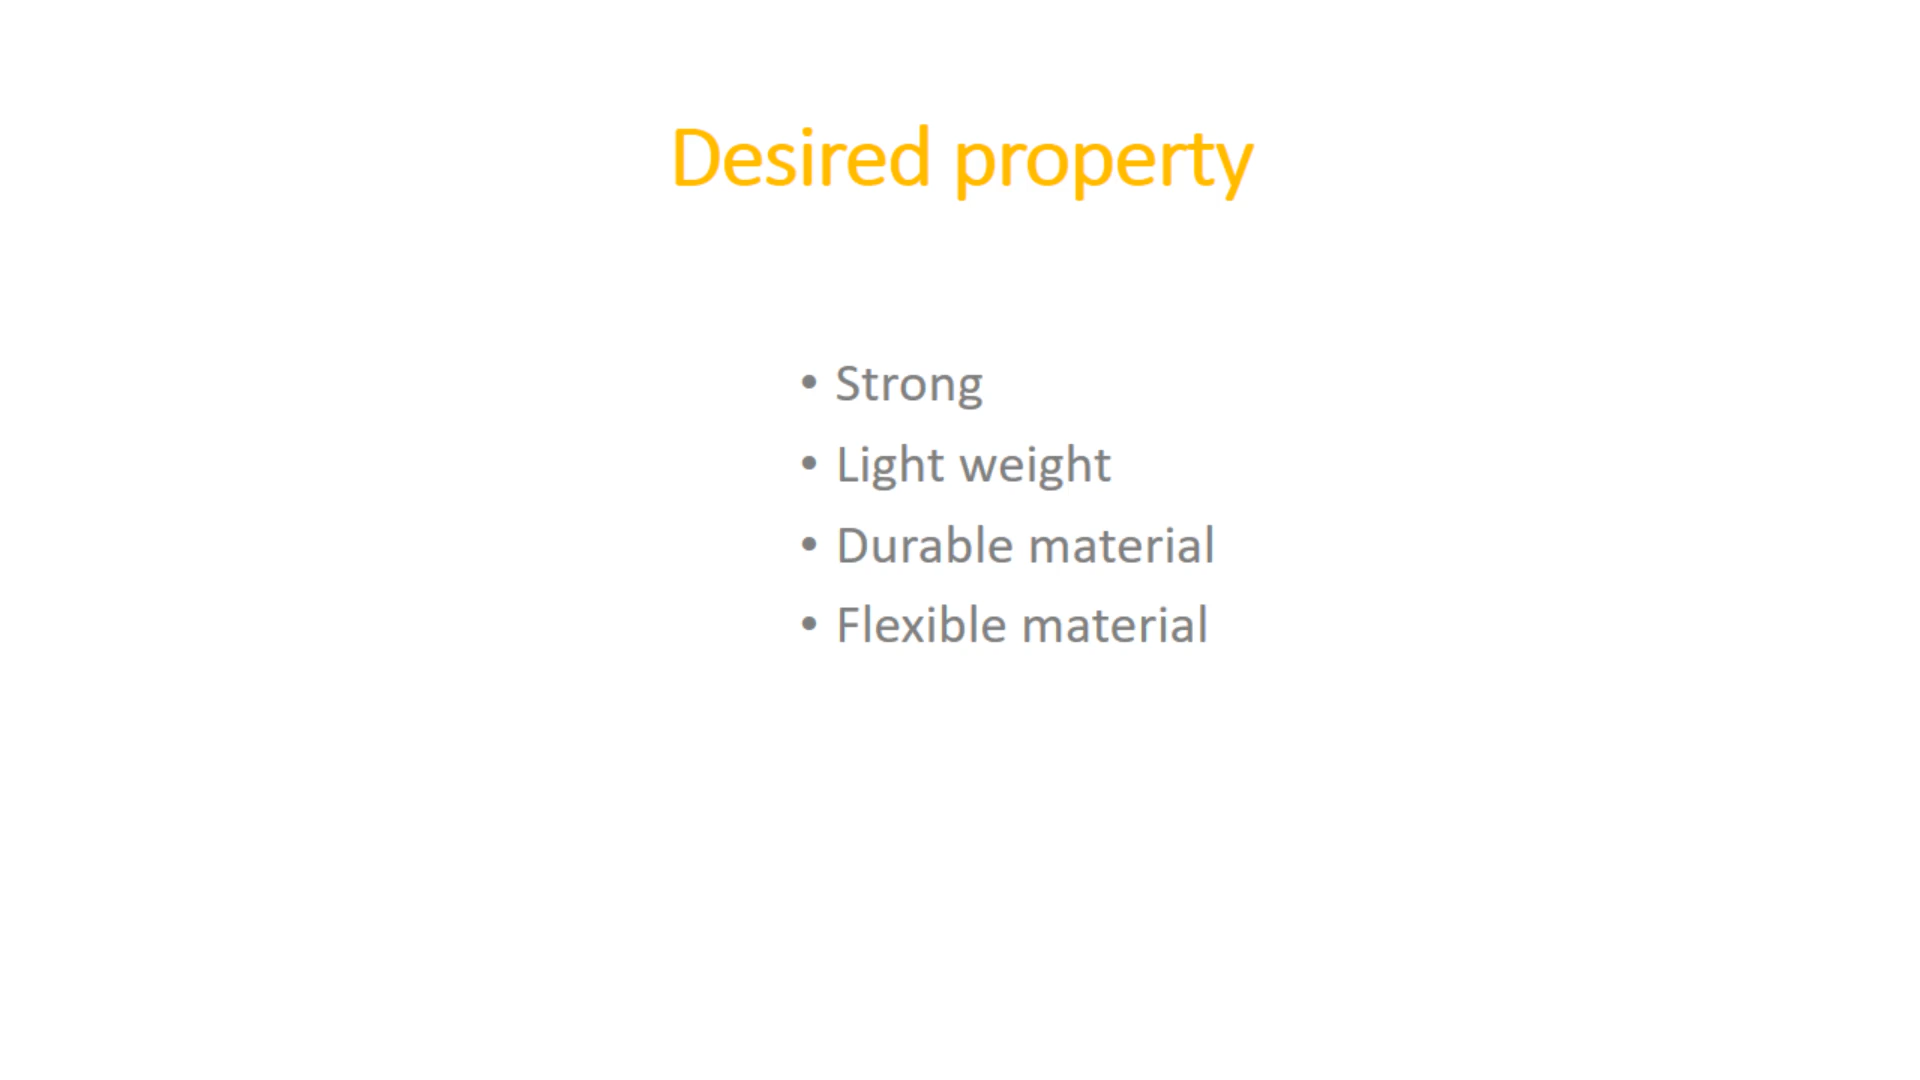 Desired property
• Strong
• Light weight
• Durable material
• Flexible material